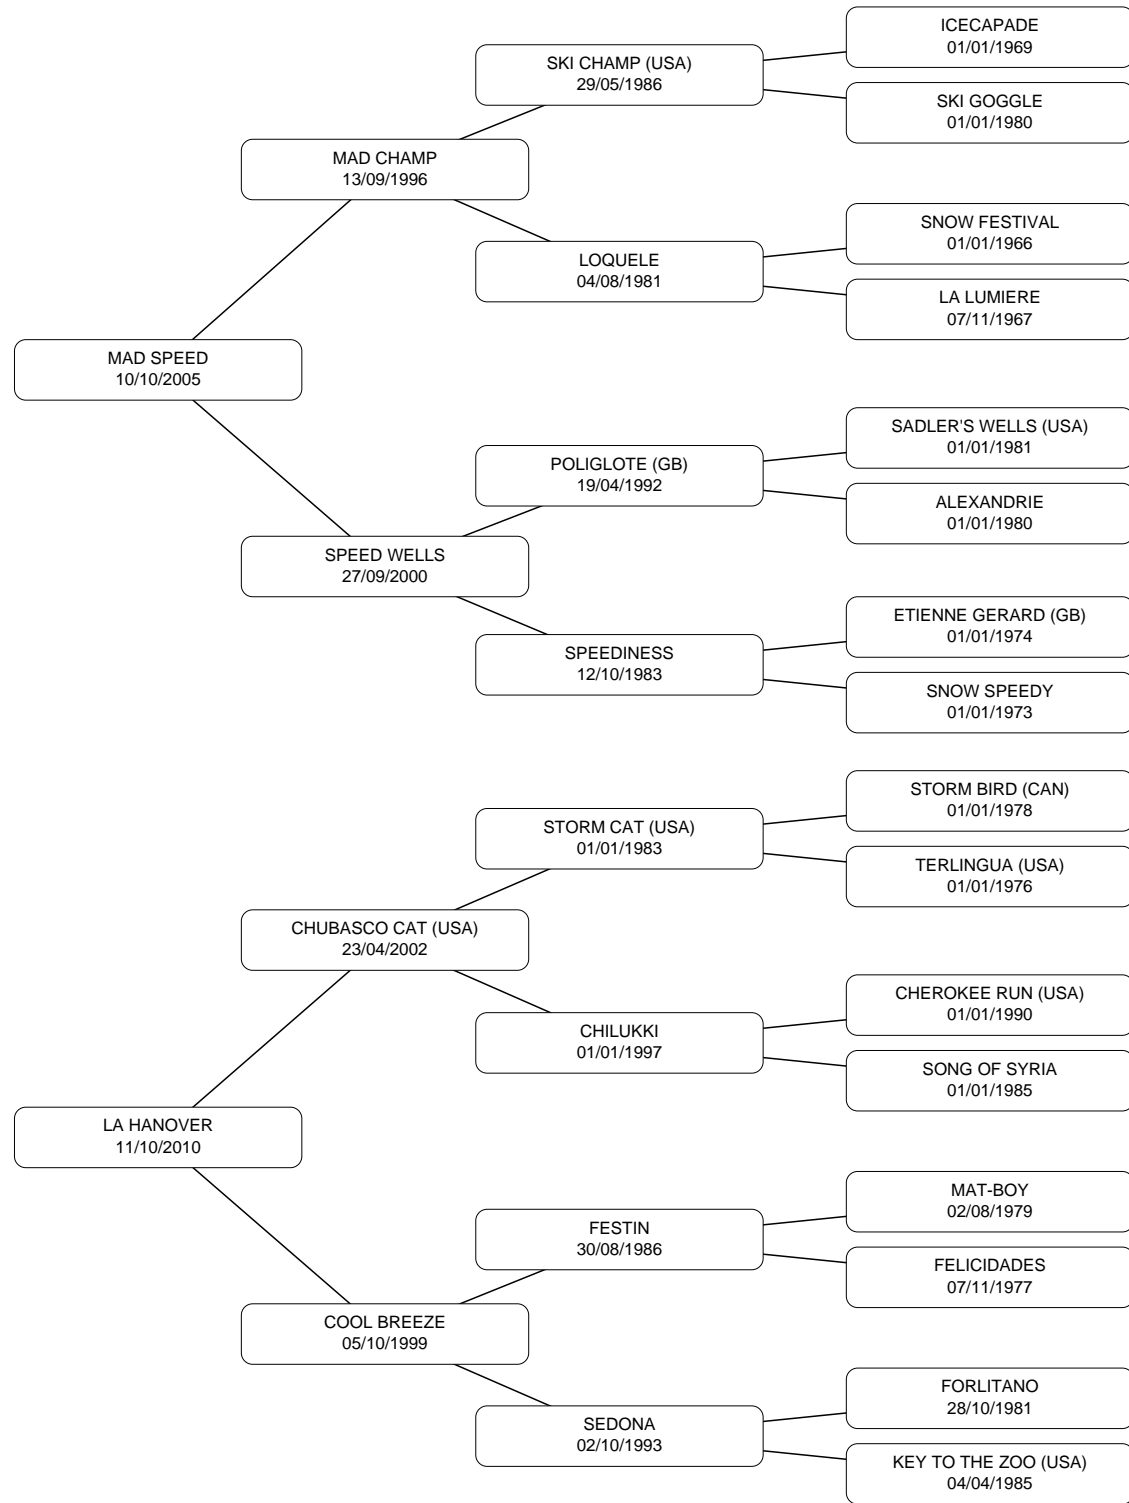 ICECAPADE
01/01/1969
SKI CHAMP (USA)
29/05/1986
SKI GOGGLE
01/01/1980
MAD CHAMP
13/09/1996
SNOW FESTIVAL
01/01/1966
LOQUELE
04/08/1981
LA LUMIERE
07/11/1967
MAD SPEED
10/10/2005
SADLER'S WELLS (USA)
01/01/1981
POLIGLOTE (GB)
19/04/1992
ALEXANDRIE
01/01/1980
SPEED WELLS
27/09/2000
ETIENNE GERARD (GB)
01/01/1974
SPEEDINESS
12/10/1983
SNOW SPEEDY
01/01/1973
STORM BIRD (CAN)
01/01/1978
STORM CAT (USA)
01/01/1983
TERLINGUA (USA)
01/01/1976
CHUBASCO CAT (USA)
23/04/2002
CHEROKEE RUN (USA)
01/01/1990
CHILUKKI
01/01/1997
SONG OF SYRIA
01/01/1985
LA HANOVER
11/10/2010
MAT-BOY
02/08/1979
FESTIN
30/08/1986
FELICIDADES
07/11/1977
COOL BREEZE
05/10/1999
FORLITANO
28/10/1981
SEDONA
02/10/1993
KEY TO THE ZOO (USA)
04/04/1985